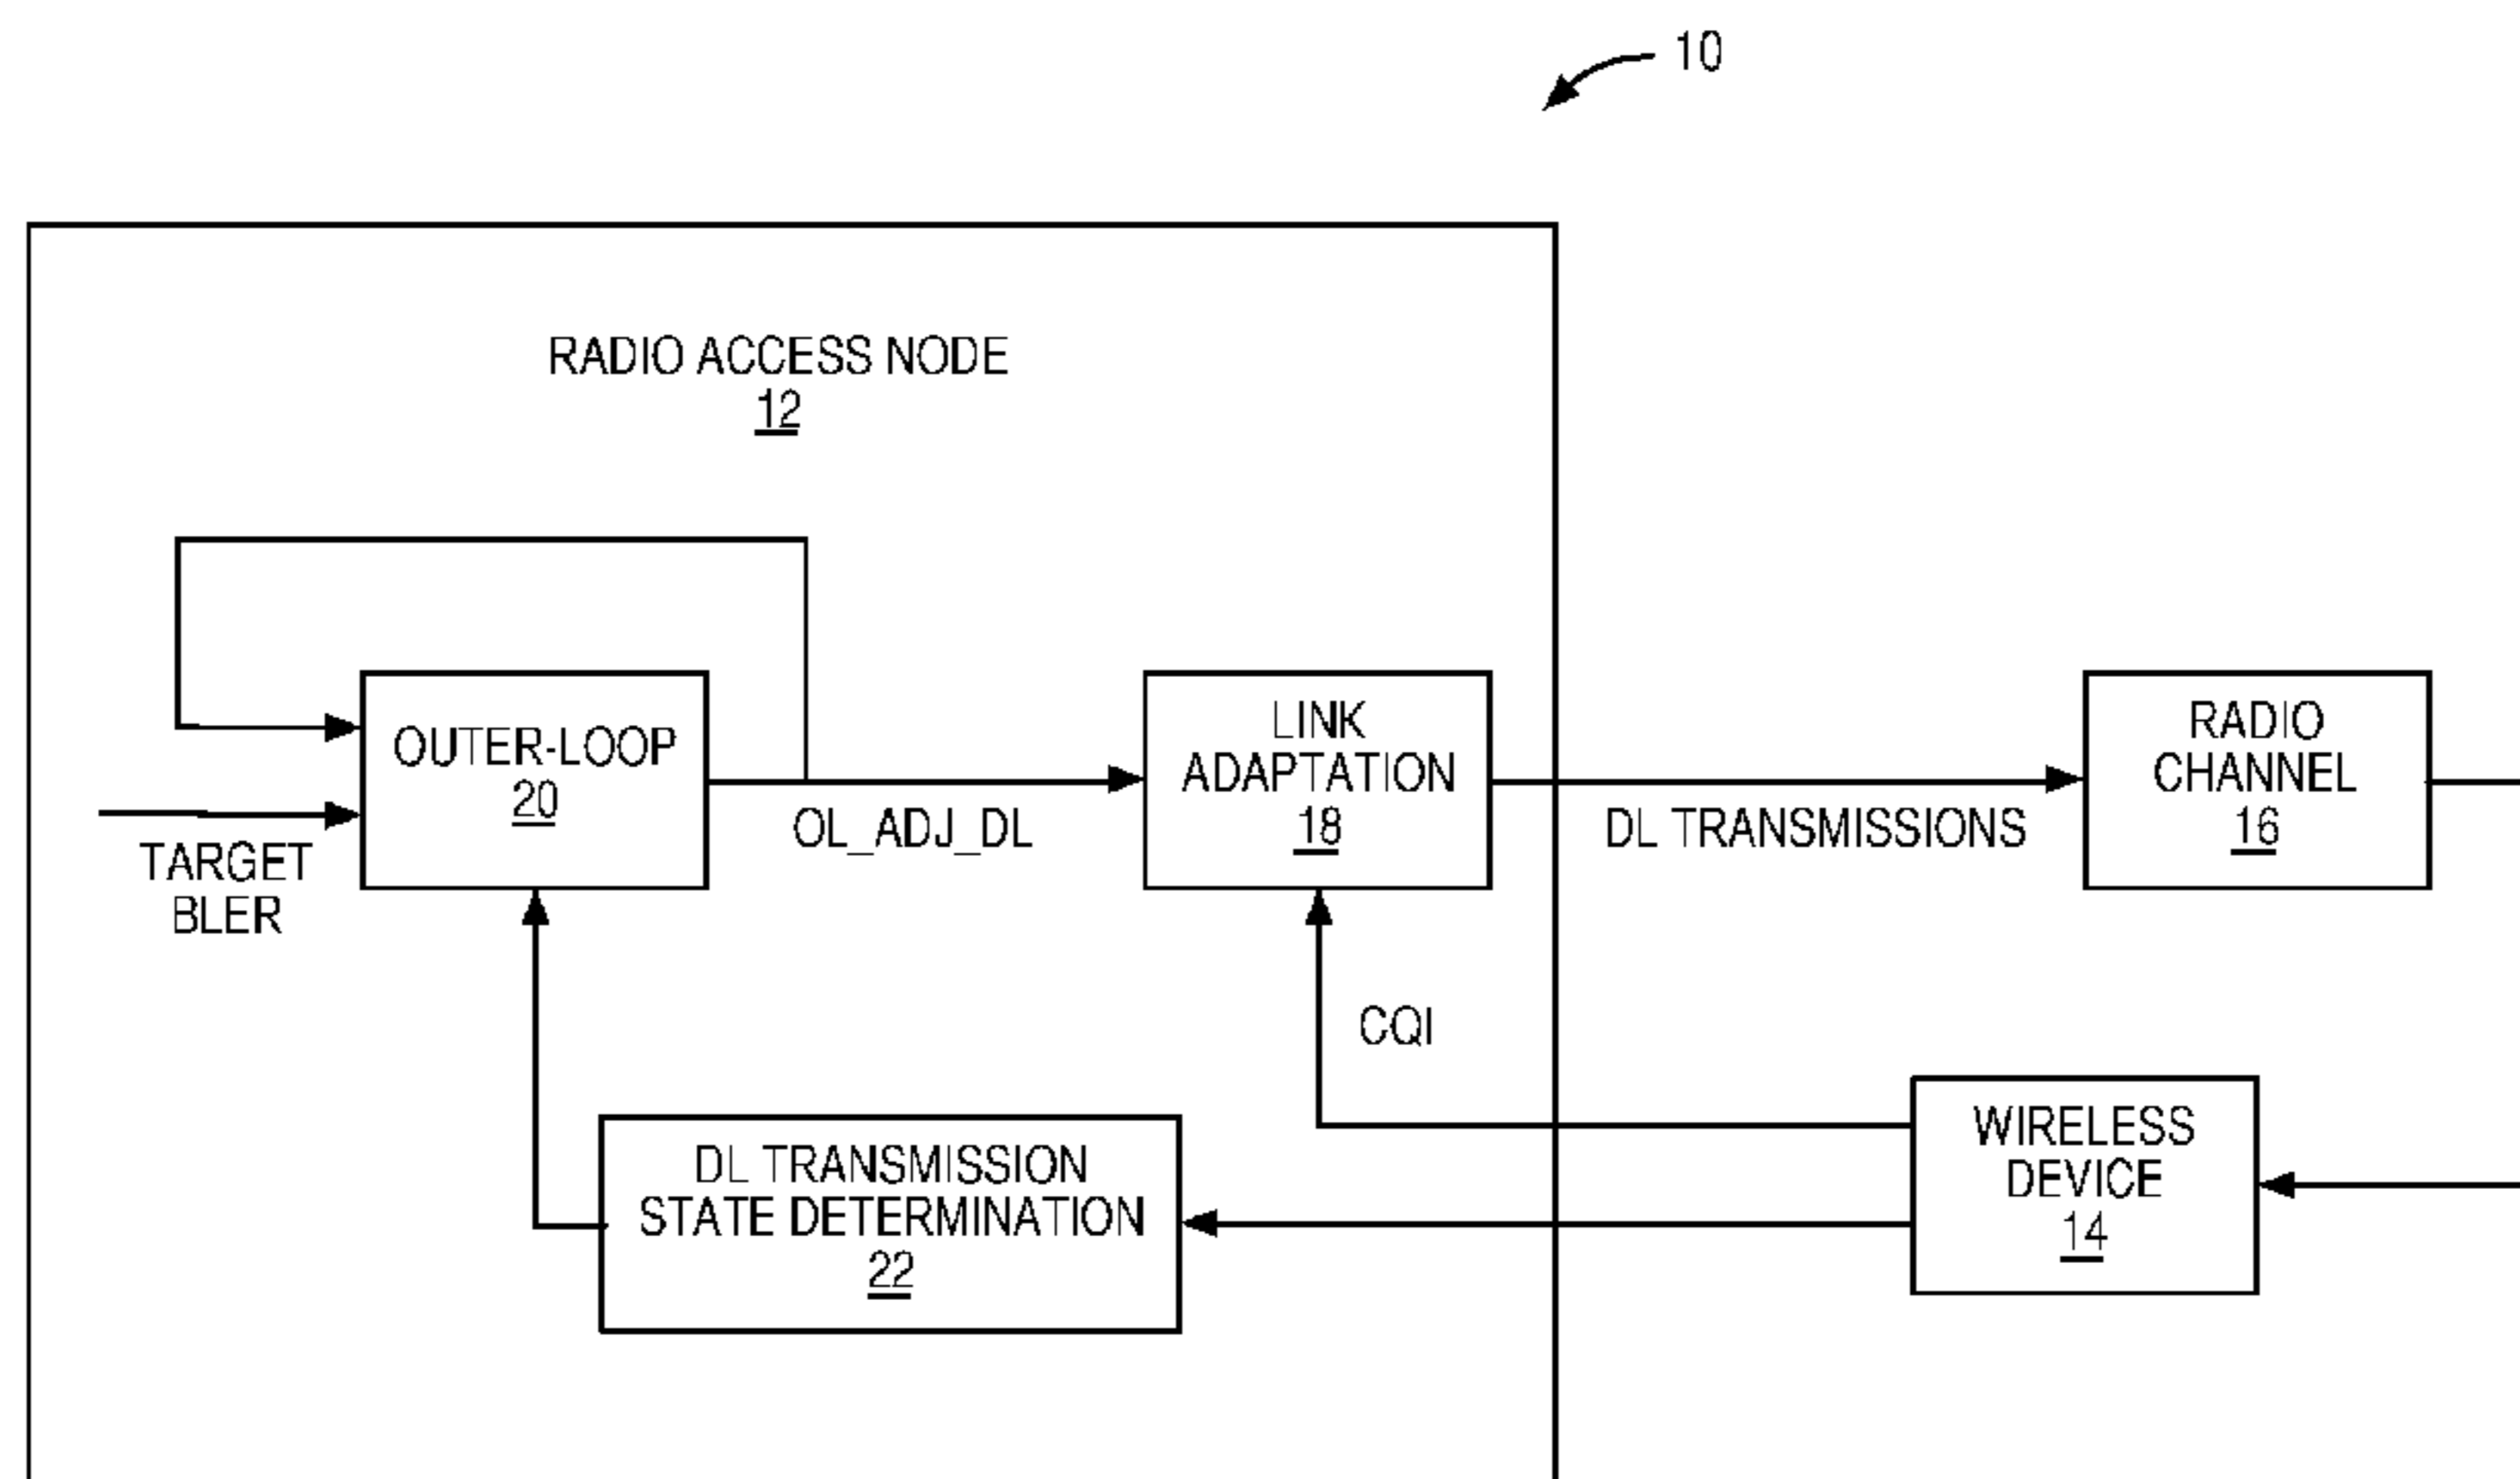 10
RADIO ACCESS NODE
12
OUTER-LOOP
20
LINK
ADAPTATION
18
RADIO
CHANNEL
16
OL_ADJ_DL
DL TRANSMISSIONS
TARGET
BLER
CQI
DL TRANSMISSION
STATE DETERMINATION
22
WIRELESS
DEVICE
14